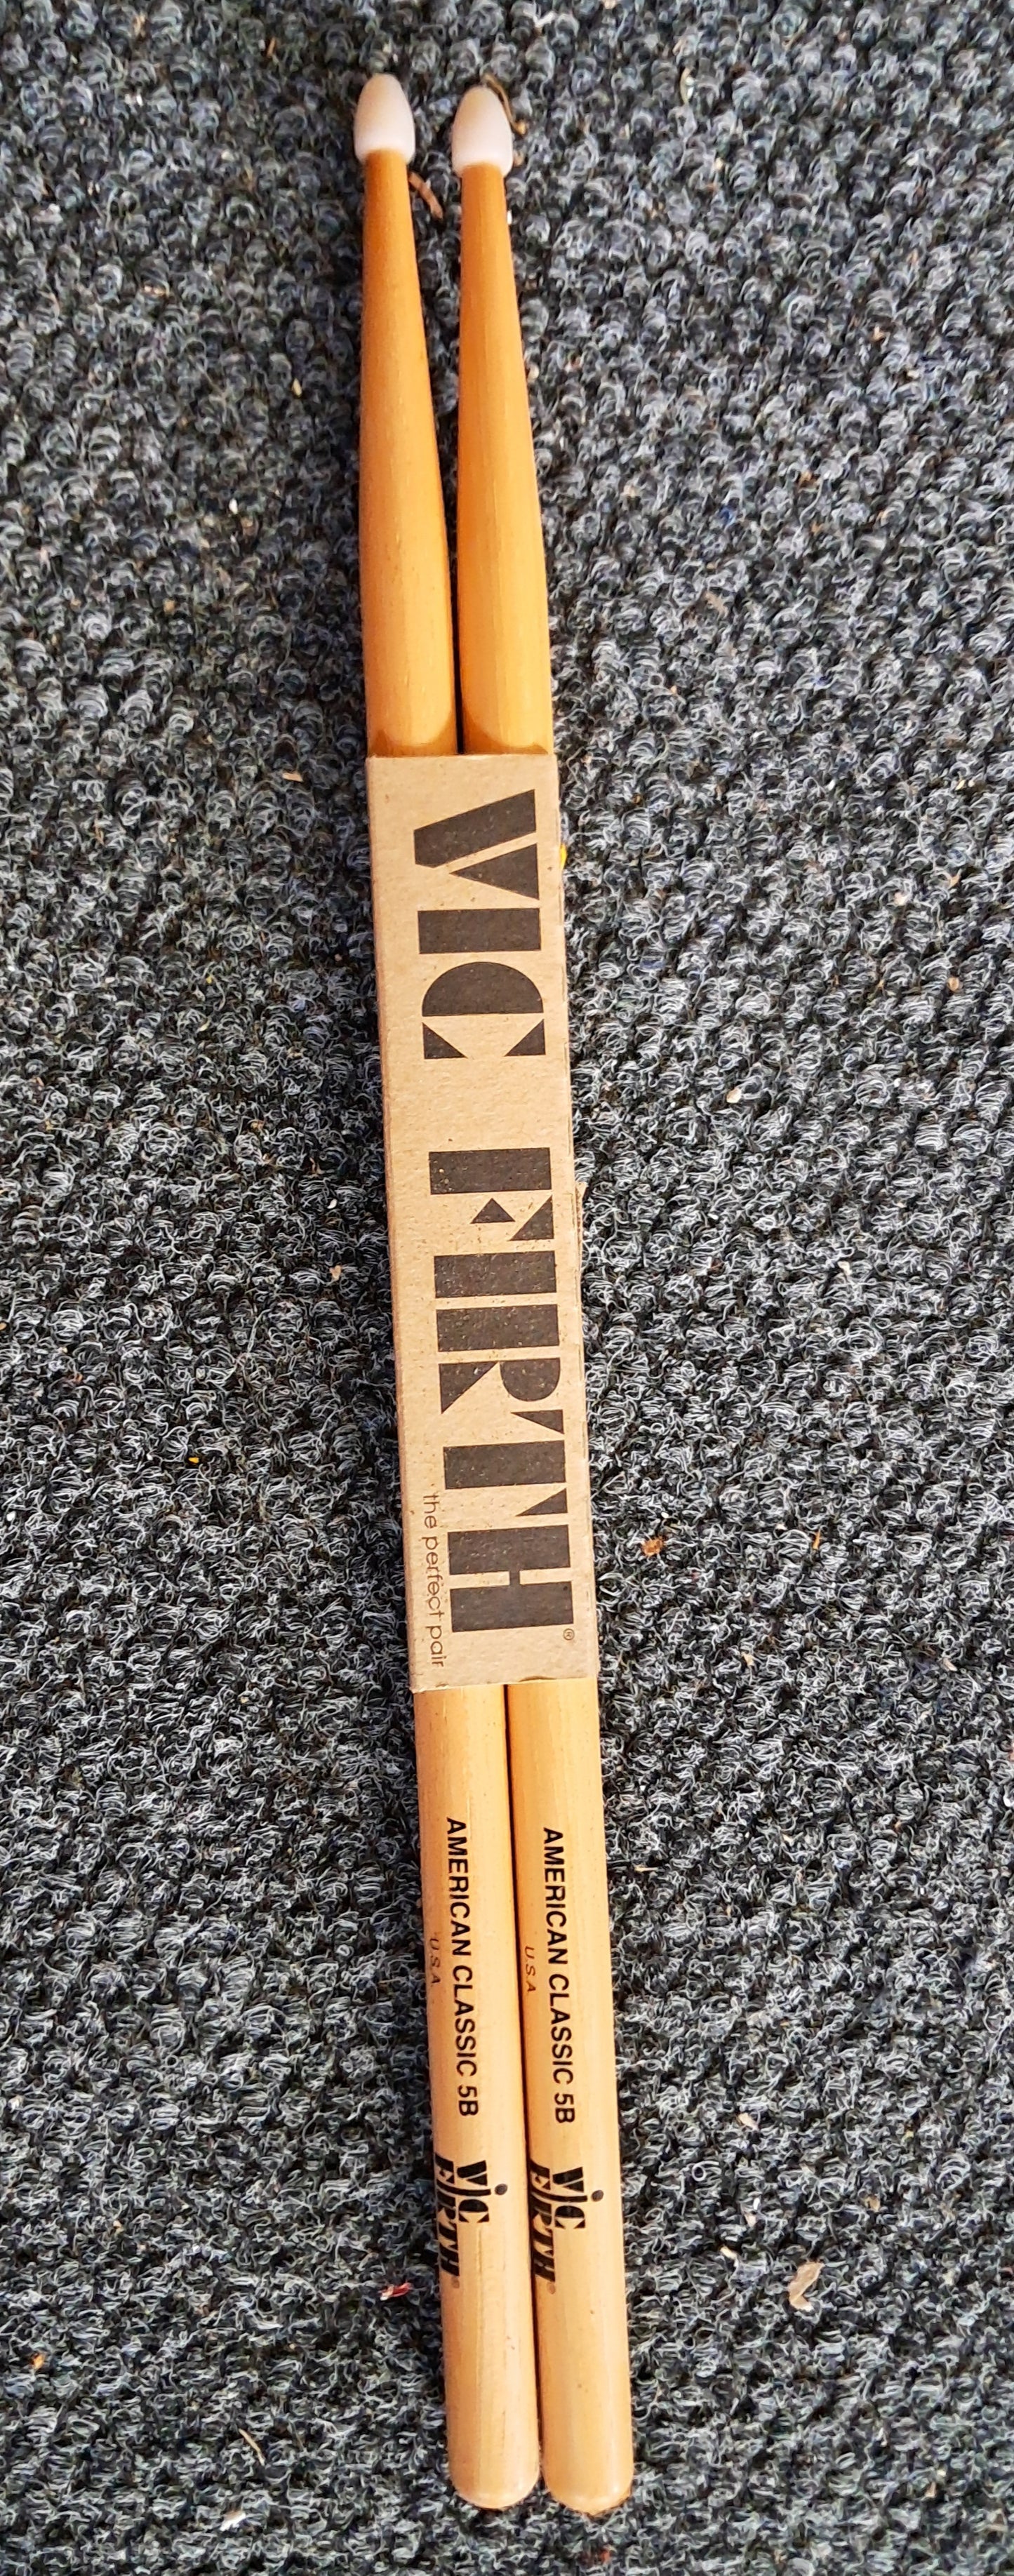 VIC FIRTH®
the perfect pair
AMERICAN CLASSIC 5B
U.S.A.
VIC
FIRTH®
AMERICAN CLASSIC 5B
U.S.A
VIC
FIRTH®